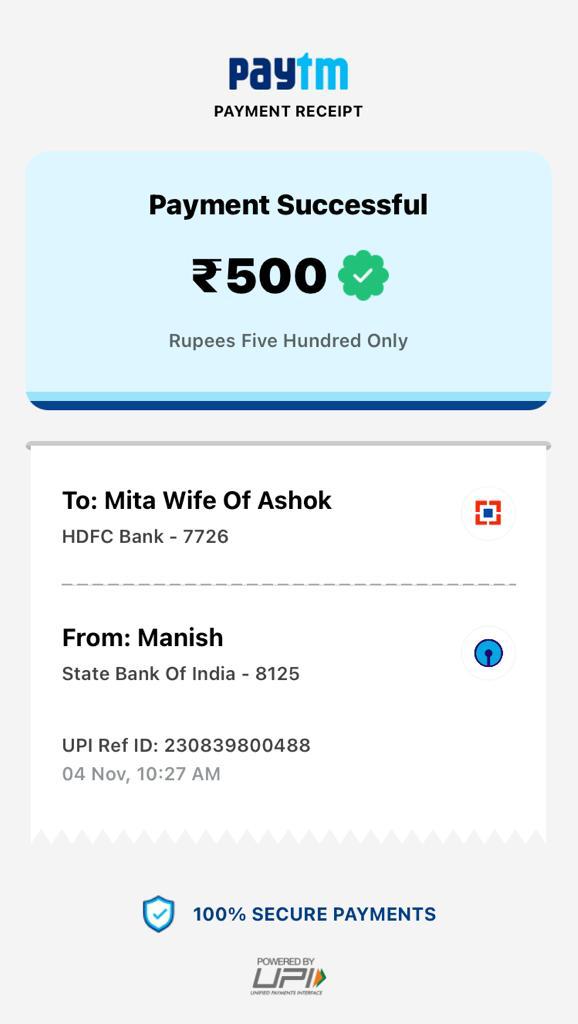 paytm
PAYMENT RECEIPT
Payment Successful
₹500
Rupees Five Hundred Only
To: Mita Wife Of Ashok
HDFC Bank - 7726
From: Manish
State Bank Of India - 8125
UPI Ref ID: 230839800488
04 Nov, 10:27 AM
100% SECURE PAYMENTS
POWERED BY
UPI
UNIFIED PAYMENTS INTERFACE